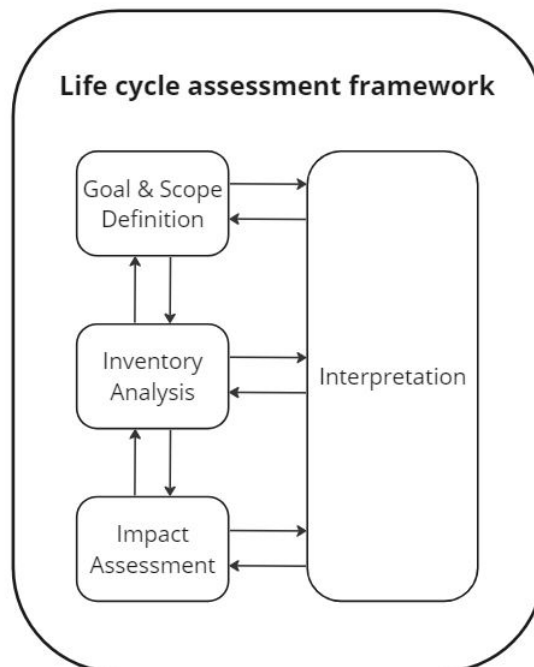 Life cycle assessment framework
Goal & Scope
Definition
Inventory
Analysis
Interpretation
Impact
Assessment